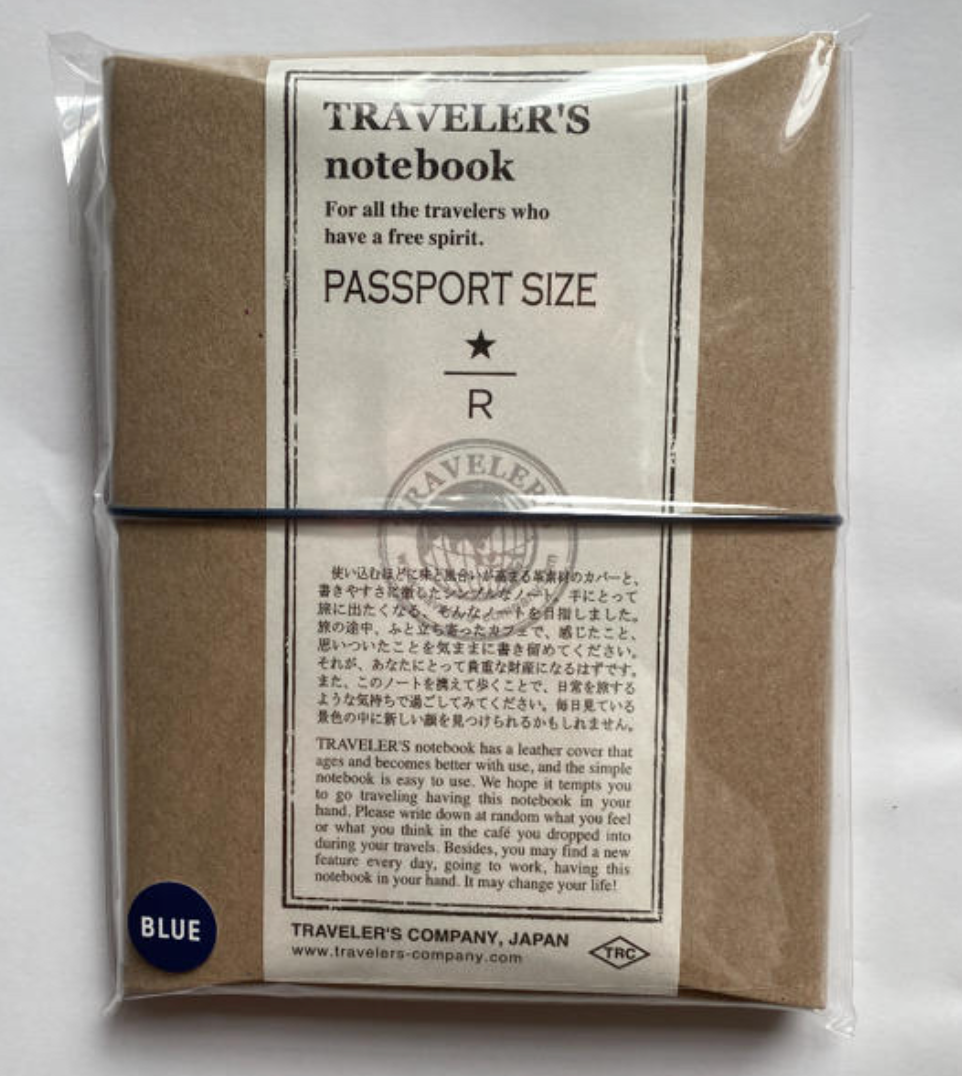 TRAVELER'S
notebook
For all the travelers who
have a free spirit.
PASSPORT SIZE
★
R
TRAVELER'S
使い込むほどに味と風合いが高まる革素材のカバーと、
書きやすさに徹したシンプルなノート。手にとって
旅に出たくなる、そんなノートを目指しました。
旅の途中、ふと立ち寄ったカフェで、感じたこと、
思いついたことを気ままに書き留めてください。
それが、あなたにとって貴重な財産になるはずです。
また、このノートを携えて歩くことで、日常を旅する
ような気持ちで過ごしてみてください。毎日見ている
景色の中に新しい顔を見つけられるかもしれません。
TRAVELER'S notebook has a leather cover that
ages and becomes better with use, and the simple
notebook is easy to use. We hope it tempts you
to go traveling having this notebook in your
hand. Please write down at random what you feel
or what you think in the café you dropped into
during your travels. Besides, you may find a new
feature every day, going to work, having this
notebook in your hand. It may change your life!
BLUE
TRAVELER'S COMPANY, JAPAN
www.travelers-company.com
TRC